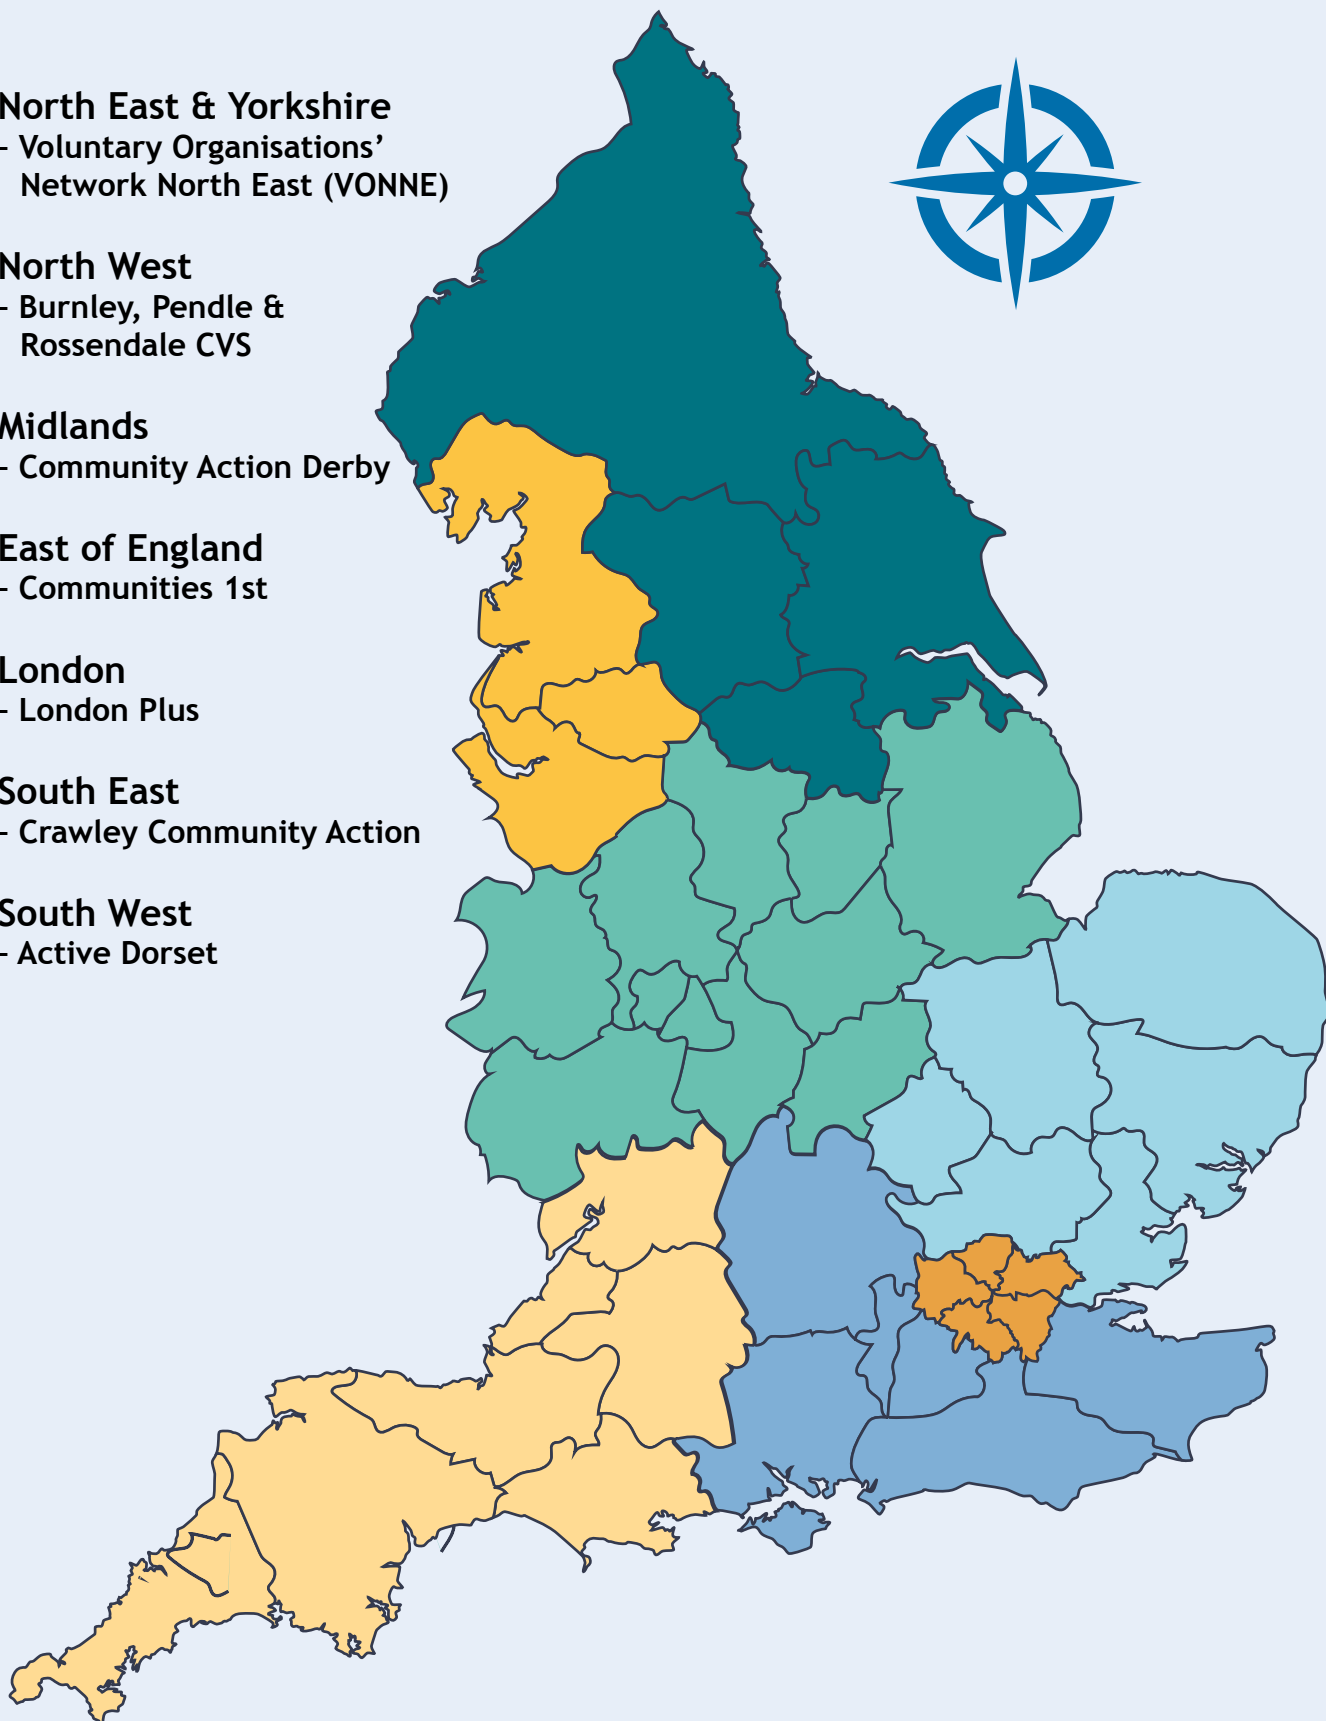 North East & Yorkshire
- Voluntary Organisations’
Network North East (VONNE)
North West
- Burnley, Pendle &
Rossendale CVS
Midlands
- Community Action Derby
East of England
- Communities 1st
London
- London Plus
South East
- Crawley Community Action
South West
- Active Dorset